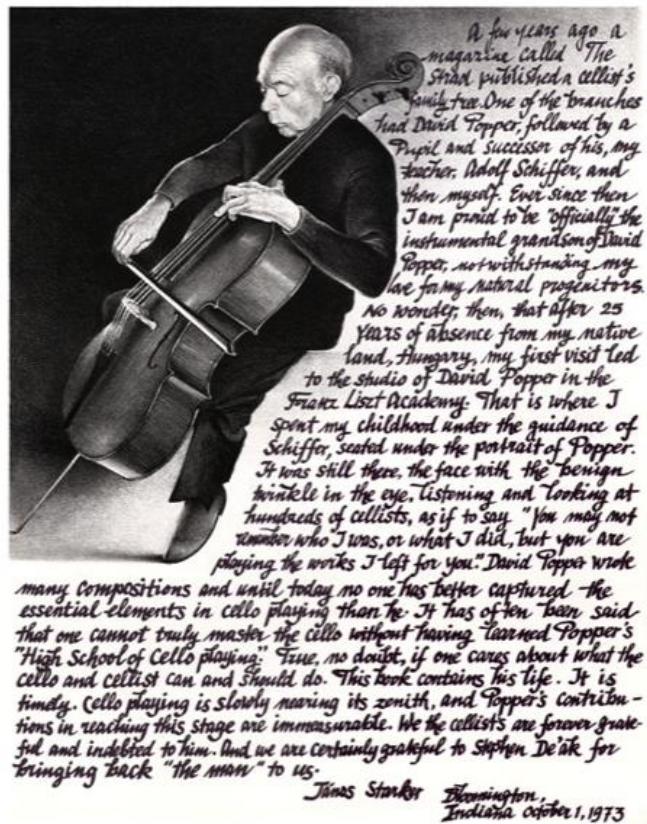 A few years ago a
magazine called "The
Strad published a cellist's
family tree. One of the branches
had David Popper, followed by a
Pupil and successor of his, my
teacher, Adolf Schiffer, and
then myself. Ever since then
I am proud to be "officially" the
instrumental grandson of David
Popper, notwithstanding my
love for my natural progenitors.
No wonder, then, that after 25
years of absence from my native
land, Hungary, my first visit led
to the studio of David Popper in the
Franz Liszt Academy. That is where I
spent my childhood under the guidance of
Schiffer, seated under the portrait of Popper.
It was still there, the face with the benign
twinkle in the eye, listening and looking at
hundreds of cellists, as if to say "You may not
remember who I was, or what I did, but you are
playing the works I left for you." David Popper wrote
many compositions and until today no one has better captured the
essential elements in cello playing than he. It has often been said
that one cannot truly master the cello without having learned Popper's
"High School of Cello playing." True, no doubt, if one cares about what the
cello and cellist can and should do. This book contains his life. It is
timely. Cello playing is slowly nearing its zenith, and Popper's contribu-
tions in reaching this stage are immeasurable. We the cellists are forever grate-
ful and indebted to him. And we are certainly grateful to Stephen De'ák for
bringing back "the man" to us.
János Starker Bloomington,
Indiana October 1, 1973